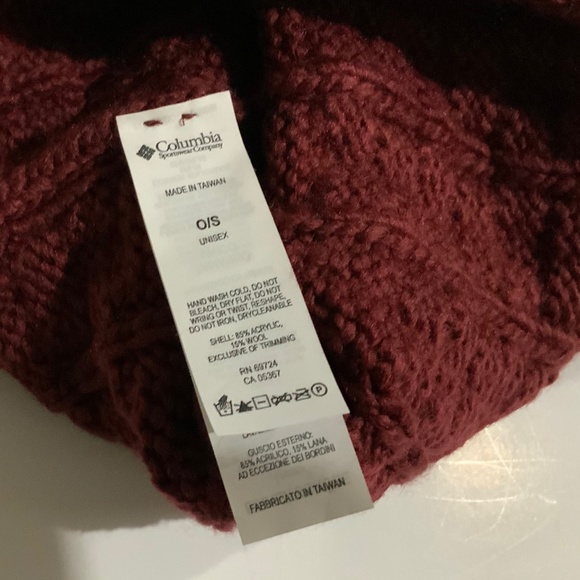 Columbia
Sportswear Company
MADE IN TAIWAN
O/S
UNISEX
HAND WASH COLD, DO NOT
BLEACH, DRY FLAT, DO NOT
WRING OR TWIST, RESHAPE,
DO NOT IRON, DRYCLEANABLE
SHELL: 85% ACRYLIC,
15% WOOL
EXCLUSIVE OF TRIMMING
RN 69724
CA 05367
P
GUSCIO ESTERNO:
85% ACRILICO, 15% LANA
AD ECCEZIONE DEI BORDINI
FABBRICATO IN TAIWAN